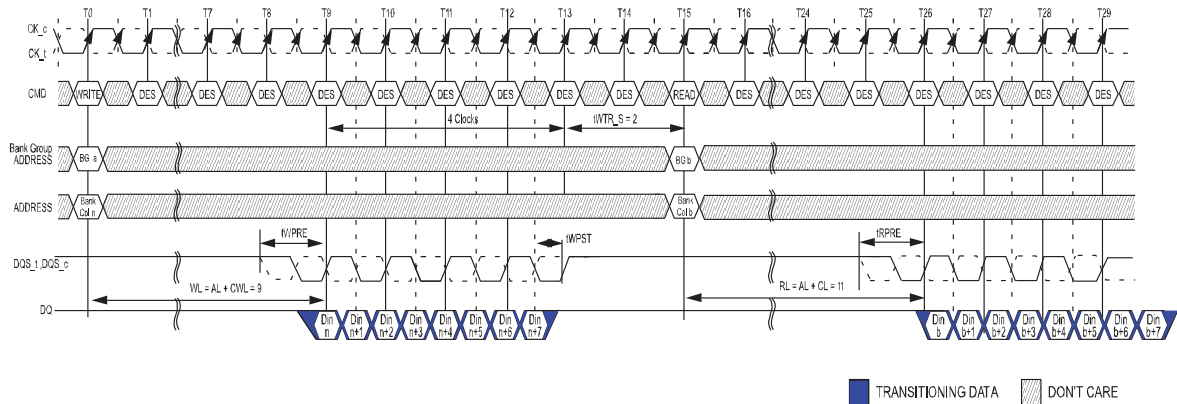 T0 T1 T7 T8 T9 T10 T11 T12 T13 T14 T15 T16 T24 T25 T26 T27 T28 T29
CK_c
CK_t
CMD WRITE DES DES DES DES DES DES DES DES DES READ DES DES DES DES DES DES DES
4 Clocks tWTR_S = 2
Bank Group
ADDRESS BG a BG b
ADDRESS Bank Col n Bank Col b
tWPRE tWPST tRPRE
DQS_t ,DQS_c
WL = AL + CWL = 9 RL = AL + CL = 11
DQ
Din Din Din Din Din Din Din Din Din Din Din Din Din Din Din Din
n n+1 n+2 n+3 n+4 n+5 n+6 n+7 b b+1 b+2 b+3 b+4 b+5 b+6 b+7
TRANSITIONING DATA DON'T CARE